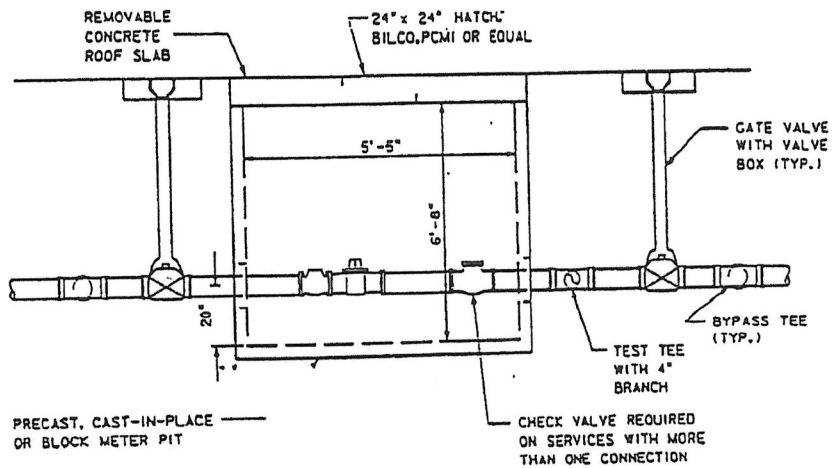 REMOVABLE
CONCRETE
ROOF SLAB
24" x 24" HATCH:
BILCO,PCMI OR EQUAL
GATE VALVE
WITH VALVE
BOX (TYP.)
5'-5"
6'-8"
20"
BYPASS TEE
(TYP.)
TEST TEE
WITH 4"
BRANCH
PRECAST, CAST-IN-PLACE
OR BLOCK METER PIT
CHECK VALVE REQUIRED
ON SERVICES WITH MORE
THAN ONE CONNECTION